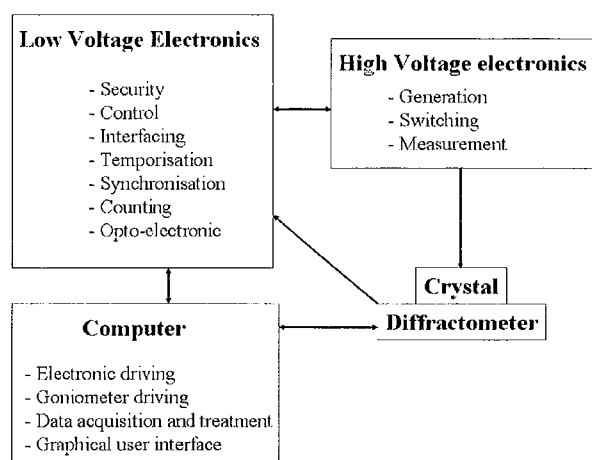 Low Voltage Electronics
- Security
- Control
- Interfacing
- Temporisation
- Synchronisation
- Counting
- Opto-electronic
High Voltage electronics
- Generation
- Switching
- Measurement
Crystal
Diffractometer
Computer
- Electronic driving
- Goniometer driving
- Data acquisition and treatment
- Graphical user interface